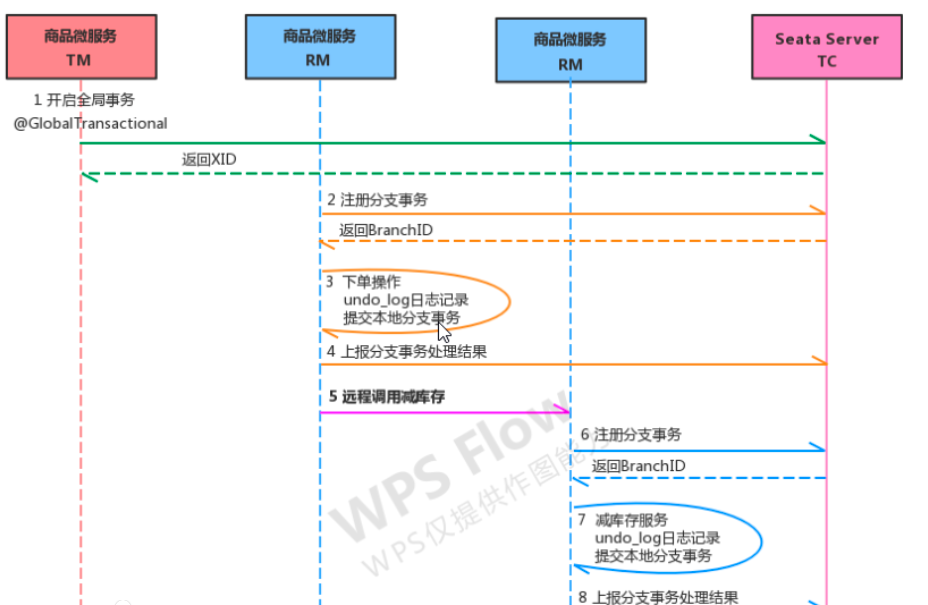 商品微服务
TM
商品微服务
RM
商品微服务
RM
Seata Server
TC
1 开启全局事务
@GlobalTransactional
返回XID
2 注册分支事务
返回BranchID
3 下单操作
undo_log日志记录
提交本地分支事务
4 上报分支事务处理结果
5 远程调用减库存
6 注册分支事务
返回BranchID
7 减库存服务
undo_log日志记录
提交本地分支事务
8 上报分支事务处理结果
WPS Flow
WPS仅提供作图能力